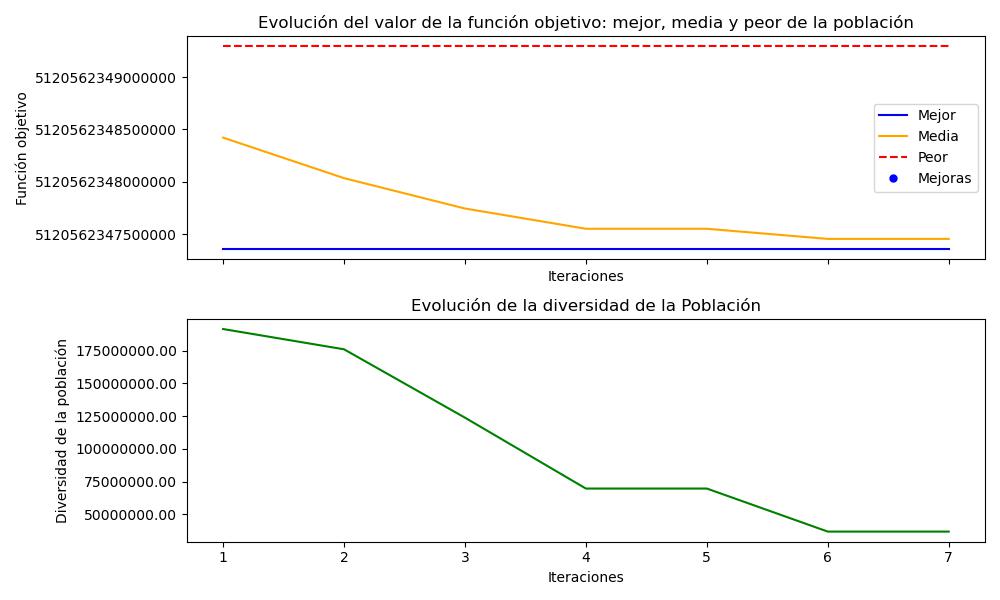 Evolución del valor de la función objetivo: mejor, media y peor de la población
Función objetivo
5120562349000000
5120562348500000
5120562348000000
5120562347500000
Mejor
Media
Peor
Mejoras
Iteraciones
Evolución de la diversidad de la Población
Diversidad de la población
175000000.00
150000000.00
125000000.00
100000000.00
75000000.00
50000000.00
1 2 3 4 5 6 7
Iteraciones